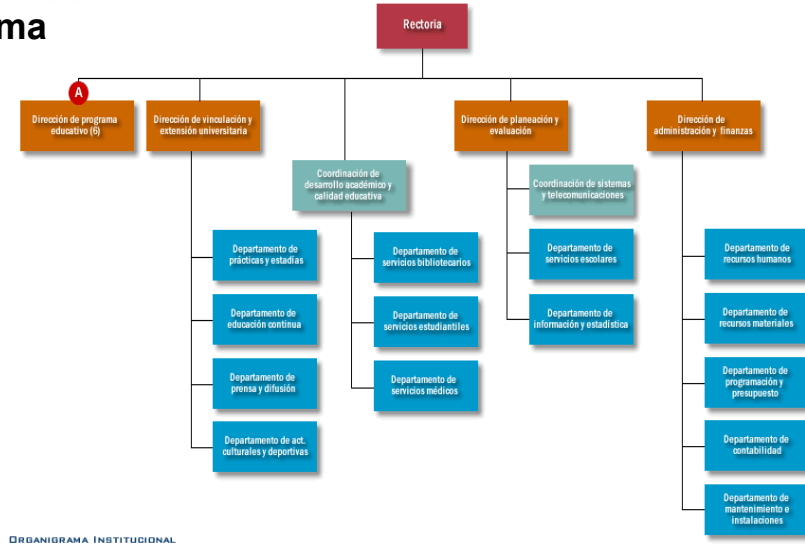 ma
Rectoria
A
Dirección de programa
educativo (6)
Dirección de vinculación y
extensión universitaria
Dirección de planeación y
evaluación
Dirección de
administración y finanzas
Coordinación de
desarrollo académico y
calidad educativa
Coordinación de sistemas
y telecomunicaciones
Departamento de
prácticas y estadías
Departamento de
educación continua
Departamento de
prensa y difusión
Departamento de act.
culturales y deportivas
Departamento de
servicios bibliotecarios
Departamento de
servicios estudiantiles
Departamento de
servicios médicos
Departamento de
servicios escolares
Departamento de
información y estadística
Departamento de
recursos humanos
Departamento de
recursos materiales
Departamento de
programación y
presupuesto
Departamento de
contabilidad
Departamento de
mantenimiento e
instalaciones
ORGANIGRAMA INSTITUCIONAL